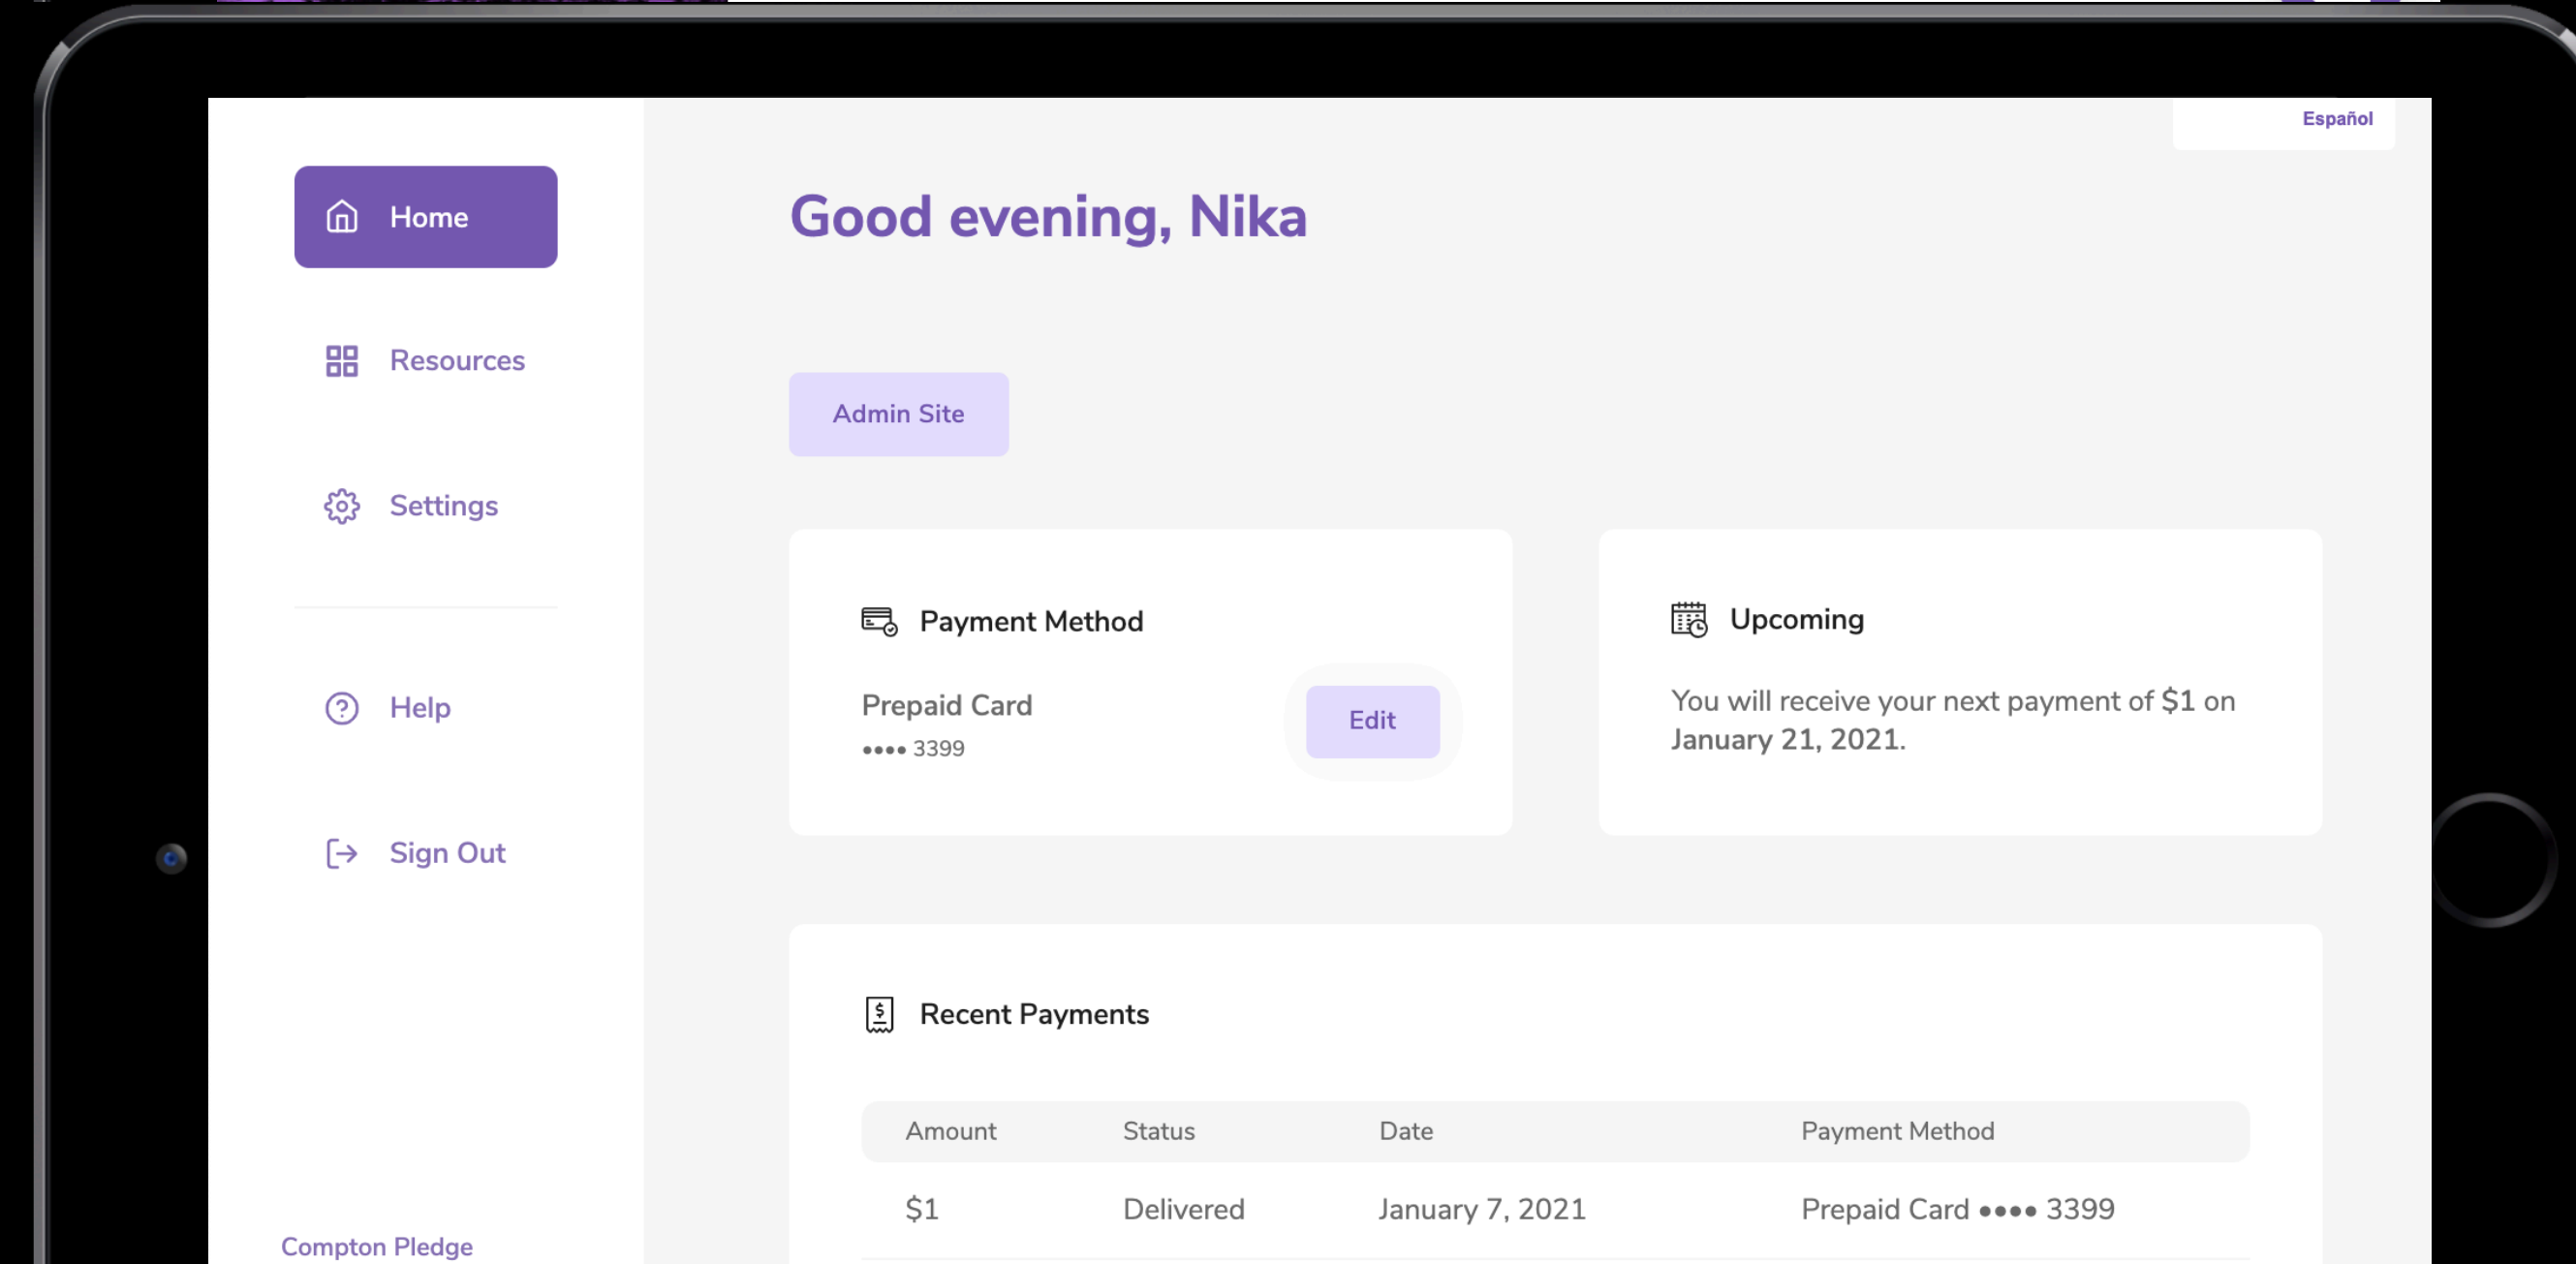 Español
Home
Resources
Settings
Help
Sign Out
Compton Pledge
Good evening, Nika
Admin Site
Payment Method
Prepaid Card
•••• 3399
Edit
Upcoming
You will receive your next payment of $1 on
January 21, 2021.
Recent Payments
Amount Status Date Payment Method
$1 Delivered January 7, 2021 Prepaid Card •••• 3399